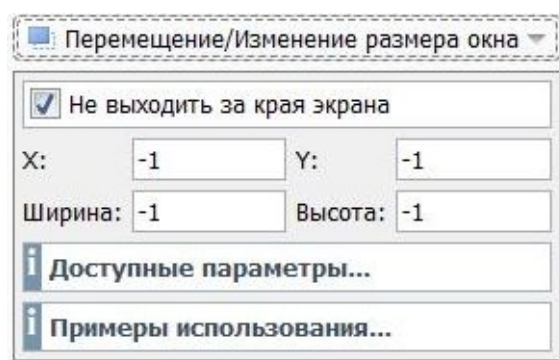 Перемещение/Изменение размера окна
Не выходить за края экрана
X: -1 Y: -1
Ширина: -1 Высота: -1
i Доступные параметры...
i Примеры использования...